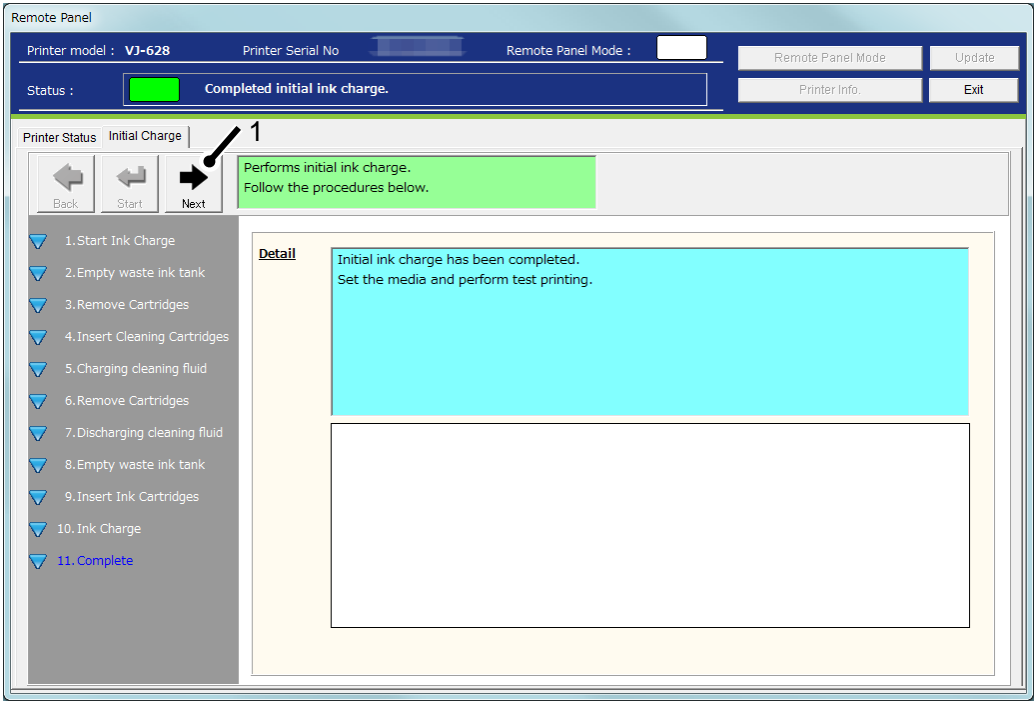 Remote Panel
Printer model : VJ-628 Printer Serial No Remote Panel Mode :
Remote Panel Mode Update
Status : Completed initial ink charge.
Printer Info. Exit
Printer Status Initial Charge 1
Back Start Next
Performs initial ink charge.
Follow the procedures below.
1. Start Ink Charge
2. Empty waste ink tank
3. Remove Cartridges
4. Insert Cleaning Cartridges
5. Charging cleaning fluid
6. Remove Cartridges
7. Discharging cleaning fluid
8. Empty waste ink tank
9. Insert Ink Cartridges
10. Ink Charge
11. Complete
Detail
Initial ink charge has been completed.
Set the media and perform test printing.